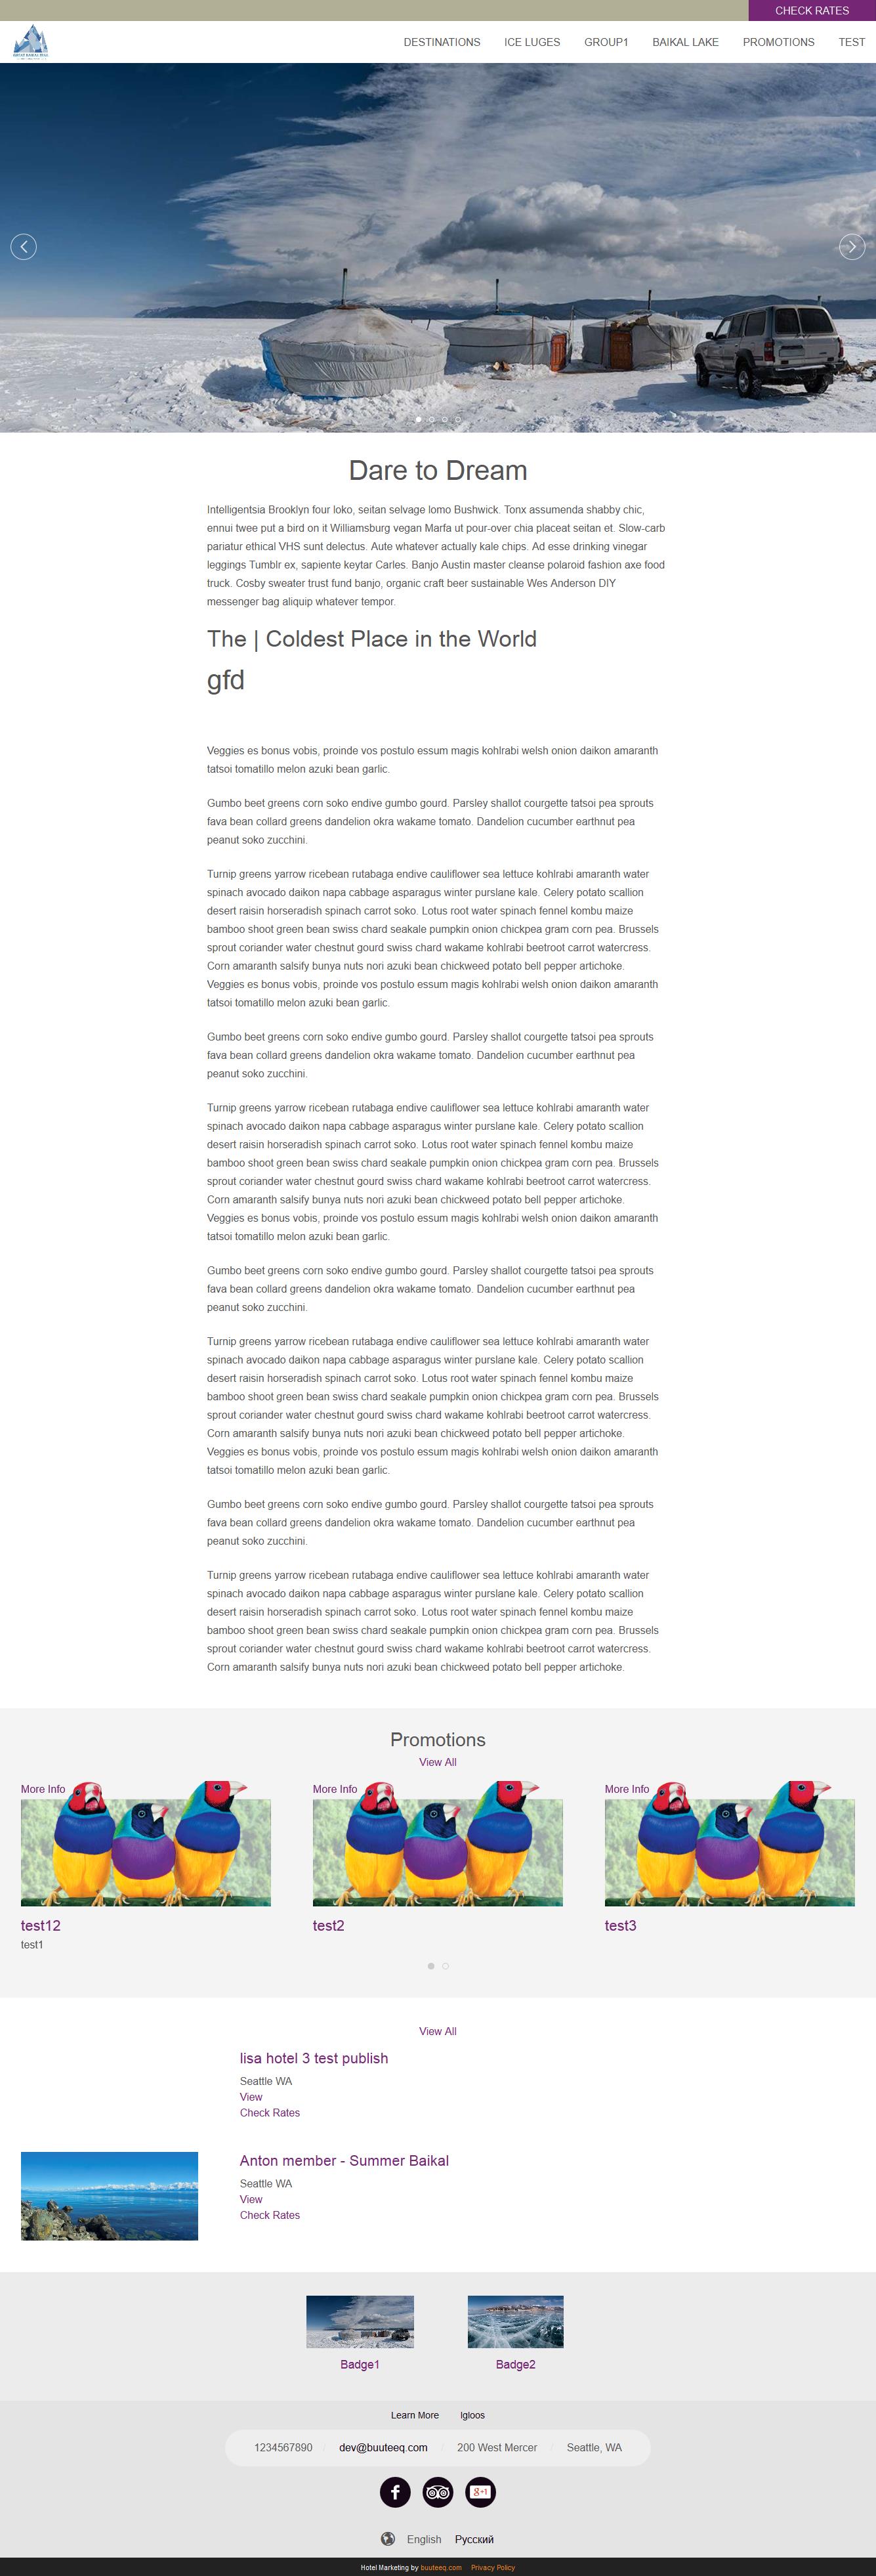 CHECK RATES
DESTINATIONS ICE LUGES GROUP1 BAIKAL LAKE PROMOTIONS TEST
Dare to Dream
Intelligentsia Brooklyn four loko, seitan selvage lomo Bushwick. Tonx assumenda shabby chic,
ennui twee put a bird on it Williamsburg vegan Marfa ut pour-over chia placeat seitan et. Slow-carb
pariatur ethical VHS sunt delectus. Aute whatever actually kale chips. Ad esse drinking vinegar
leggings Tumblr ex, sapiente keytar Carles. Banjo Austin master cleanse polaroid fashion axe food
truck. Cosby sweater trust fund banjo, organic craft beer sustainable Wes Anderson DIY
messenger bag aliquip whatever tempor.
The | Coldest Place in the World
gfd
Veggies es bonus vobis, proinde vos postulo essum magis kohlrabi welsh onion daikon amaranth
tatsoi tomatillo melon azuki bean garlic.
Gumbo beet greens corn soko endive gumbo gourd. Parsley shallot courgette tatsoi pea sprouts
fava bean collard greens dandelion okra wakame tomato. Dandelion cucumber earthnut pea
peanut soko zucchini.
Turnip greens yarrow ricebean rutabaga endive cauliflower sea lettuce kohlrabi amaranth water
spinach avocado daikon napa cabbage asparagus winter purslane kale. Celery potato scallion
desert raisin horseradish spinach carrot soko. Lotus root water spinach fennel kombu maize
bamboo shoot green bean swiss chard seakale pumpkin onion chickpea gram corn pea. Brussels
sprout coriander water chestnut gourd swiss chard wakame kohlrabi beetroot carrot watercress.
Corn amaranth salsify bunya nuts nori azuki bean chickweed potato bell pepper artichoke.
Veggies es bonus vobis, proinde vos postulo essum magis kohlrabi welsh onion daikon amaranth
tatsoi tomatillo melon azuki bean garlic.
Gumbo beet greens corn soko endive gumbo gourd. Parsley shallot courgette tatsoi pea sprouts
fava bean collard greens dandelion okra wakame tomato. Dandelion cucumber earthnut pea
peanut soko zucchini.
Turnip greens yarrow ricebean rutabaga endive cauliflower sea lettuce kohlrabi amaranth water
spinach avocado daikon napa cabbage asparagus winter purslane kale. Celery potato scallion
desert raisin horseradish spinach carrot soko. Lotus root water spinach fennel kombu maize
bamboo shoot green bean swiss chard seakale pumpkin onion chickpea gram corn pea. Brussels
sprout coriander water chestnut gourd swiss chard wakame kohlrabi beetroot carrot watercress.
Corn amaranth salsify bunya nuts nori azuki bean chickweed potato bell pepper artichoke.
Veggies es bonus vobis, proinde vos postulo essum magis kohlrabi welsh onion daikon amaranth
tatsoi tomatillo melon azuki bean garlic.
Gumbo beet greens corn soko endive gumbo gourd. Parsley shallot courgette tatsoi pea sprouts
fava bean collard greens dandelion okra wakame tomato. Dandelion cucumber earthnut pea
peanut soko zucchini.
Turnip greens yarrow ricebean rutabaga endive cauliflower sea lettuce kohlrabi amaranth water
spinach avocado daikon napa cabbage asparagus winter purslane kale. Celery potato scallion
desert raisin horseradish spinach carrot soko. Lotus root water spinach fennel kombu maize
bamboo shoot green bean swiss chard seakale pumpkin onion chickpea gram corn pea. Brussels
sprout coriander water chestnut gourd swiss chard wakame kohlrabi beetroot carrot watercress.
Corn amaranth salsify bunya nuts nori azuki bean chickweed potato bell pepper artichoke.
Veggies es bonus vobis, proinde vos postulo essum magis kohlrabi welsh onion daikon amaranth
tatsoi tomatillo melon azuki bean garlic.
Gumbo beet greens corn soko endive gumbo gourd. Parsley shallot courgette tatsoi pea sprouts
fava bean collard greens dandelion okra wakame tomato. Dandelion cucumber earthnut pea
peanut soko zucchini.
Turnip greens yarrow ricebean rutabaga endive cauliflower sea lettuce kohlrabi amaranth water
spinach avocado daikon napa cabbage asparagus winter purslane kale. Celery potato scallion
desert raisin horseradish spinach carrot soko. Lotus root water spinach fennel kombu maize
bamboo shoot green bean swiss chard seakale pumpkin onion chickpea gram corn pea. Brussels
sprout coriander water chestnut gourd swiss chard wakame kohlrabi beetroot carrot watercress.
Corn amaranth salsify bunya nuts nori azuki bean chickweed potato bell pepper artichoke.
Promotions
View All
More Info More Info More Info
test12 test2 test3
test1
View All
lisa hotel 3 test publish
Seattle WA
View
Check Rates
Anton member - Summer Baikal
Seattle WA
View
Check Rates
Badge1 Badge2
Learn More Igloos
1234567890 / dev@buuteeq.com / 200 West Mercer / Seattle, WA
g+1
English Русский
Hotel Marketing by buuteeq.com Privacy Policy